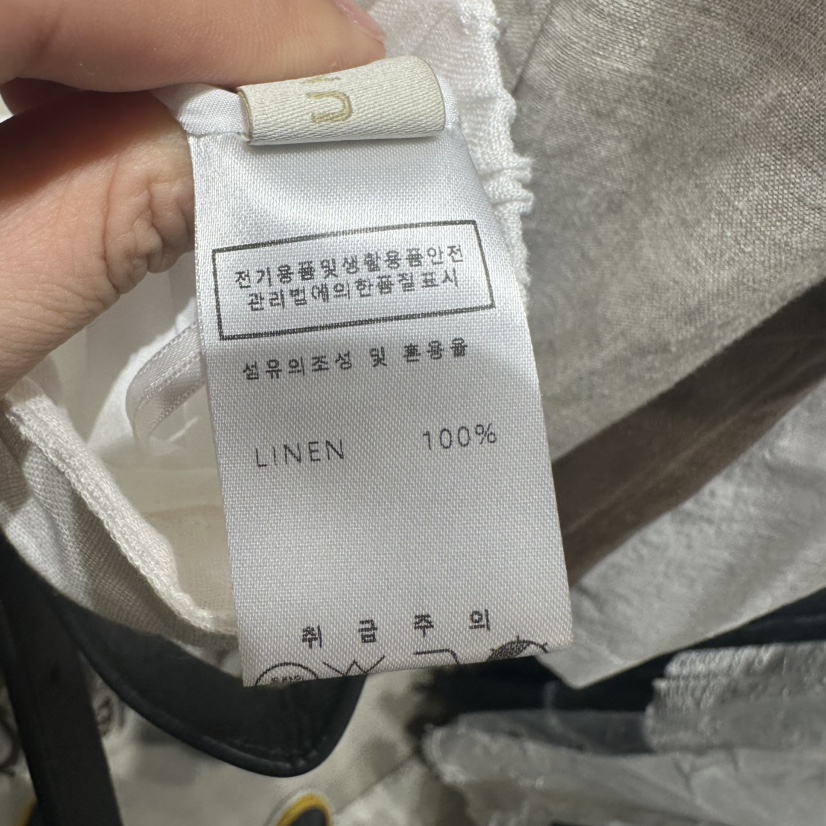 전기용품및생활용품안전
관리법에의한품질표시
섬유의조성 및 혼용율
LINEN 100%
취급주의